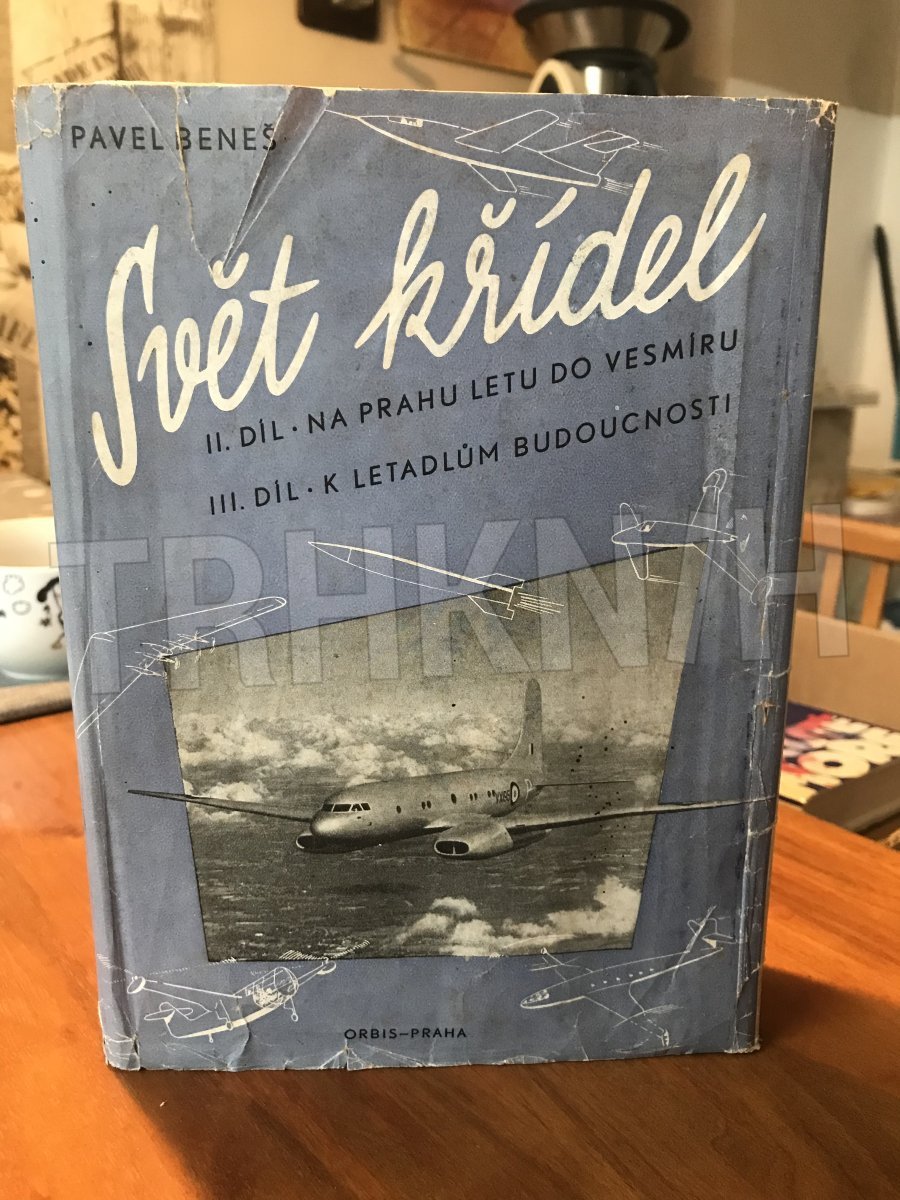 PAVEL BENEŠ
Svět křídel
II. DÍL · NA PRAHU LETU DO VESMÍRU
III. DÍL · K LETADLŮM BUDOUCNOSTI
TRHKNIH
ORBIS–PRAHA